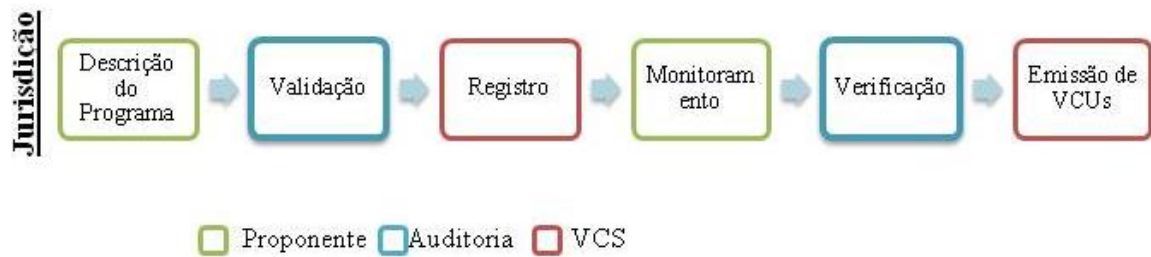 Jurisdição
Descrição
do
Programa
Validação
Registro
Monitoram
ento
Verificação
Emissão de
VCUs
Proponente Auditoria VCS